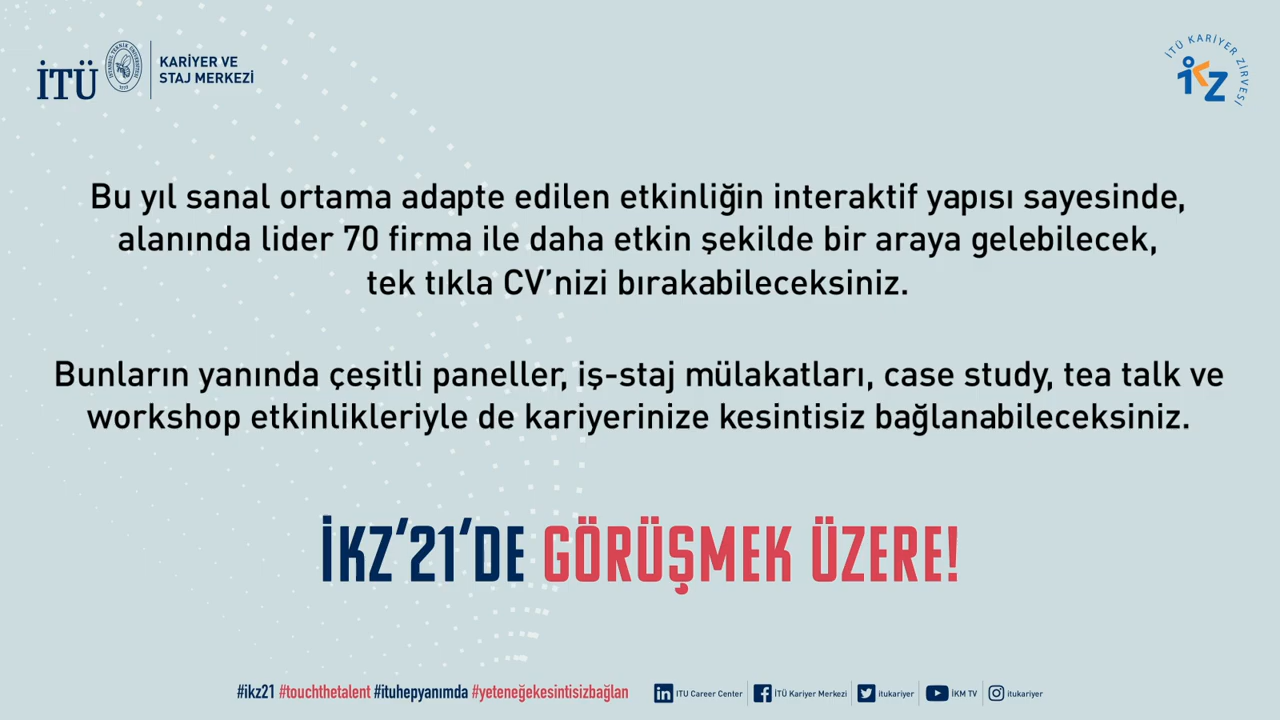 İTÜ
KARİYER VE
STAJ MERKEZİ
İTÜ KARİYER ZİRVESİ
İKZ
Bu yıl sanal ortama adapte edilen etkinliğin interaktif yapısı sayesinde,
alanında lider 70 firma ile daha etkin şekilde bir araya gelebilecek,
tek tıkla CV'nizi bırakabileceksiniz.
Bunların yanında çeşitli paneller, iş-staj mülakatları, case study, tea talk ve
workshop etkinlikleriyle de kariyerinize kesintisiz bağlanabileceksiniz.
İKZ'21'DE GÖRÜŞMEK ÜZERE!
#ikz21 #touchthetalent #ituhepyanımda #yeteneğekesintisizbağlan
in ITU Career Center f İTÜ Kariyer Merkezi itukariyer İKM TV itukariyer